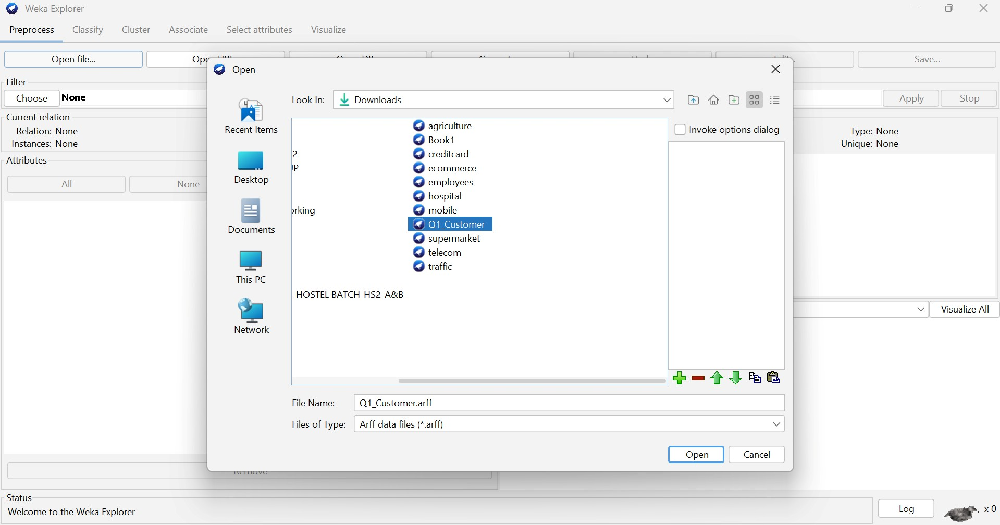 Weka Explorer
Preprocess Classify Cluster Associate Select attributes Visualize
Open file... Save...
Open
Filter
Choose None Apply Stop
Look In: Downloads
Current relation
Relation: None
Instances: None
Type: None
Unique: None
Attributes
All None
Recent Items
Desktop
Documents
This PC
Network
2
orking
_HOSTEL BATCH_HS2_A&B
agriculture
Book1
creditcard
ecommerce
employees
hospital
mobile
Q1_Customer
supermarket
telecom
traffic
Invoke options dialog
Visualize All
File Name: Q1_Customer.arff
Files of Type: Arff data files (*.arff)
Open Cancel
Remove
Status
Welcome to the Weka Explorer
Log x 0